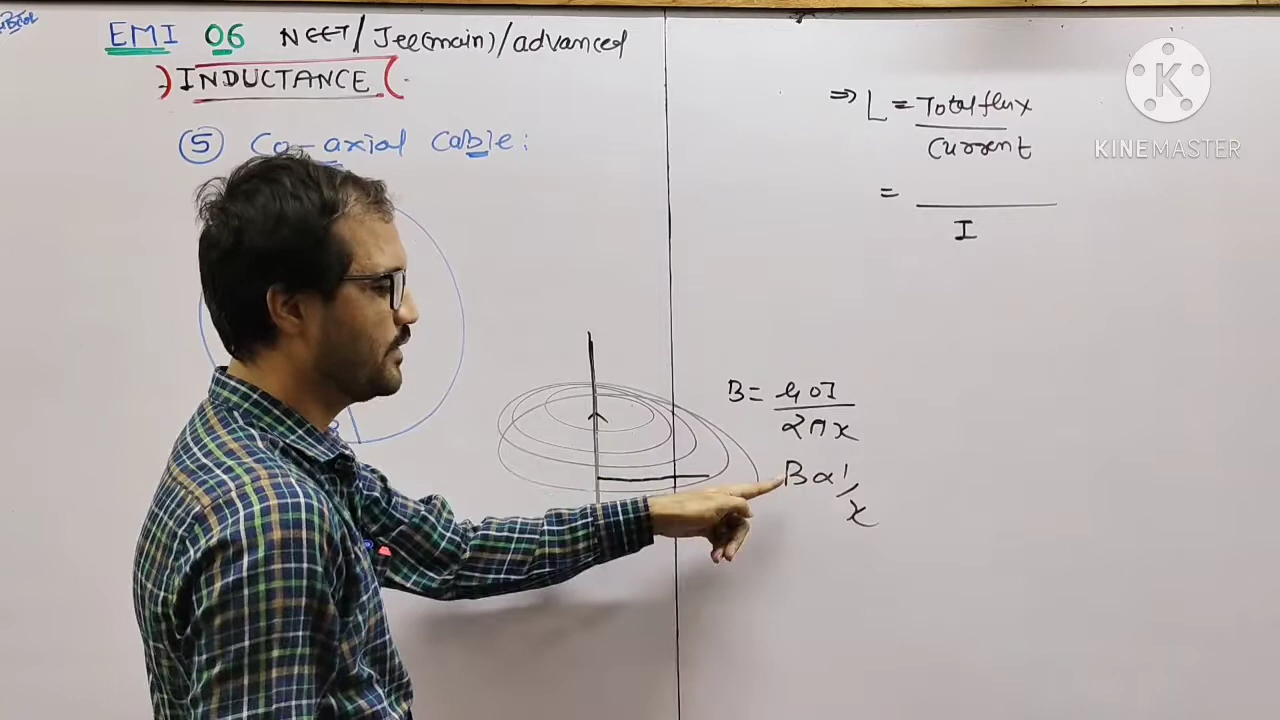 EMI 06 NEET/Jee(main)/advanced
INDUCTANCE
⑤ Co-axial Cable:
⇒ L = Total flux
Current
=
I
B = μ0I
2πx
B α 1/x
K
KINEMASTER